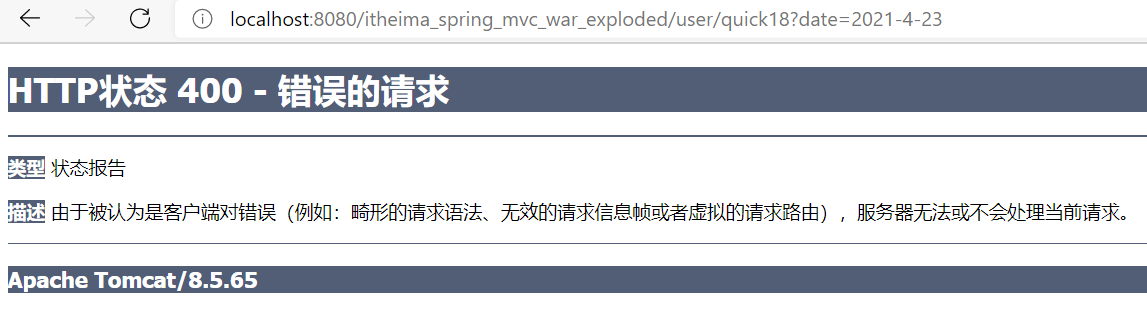 localhost:8080/itheima_spring_mvc_war_exploded/user/quick18?date=2021-4-23
HTTP状态 400 - 错误的请求
类型 状态报告
描述 由于被认为是客户端对错误（例如：畸形的请求语法、无效的请求信息帧或者虚拟的请求路由），服务器无法或不会处理当前请求。
Apache Tomcat/8.5.65